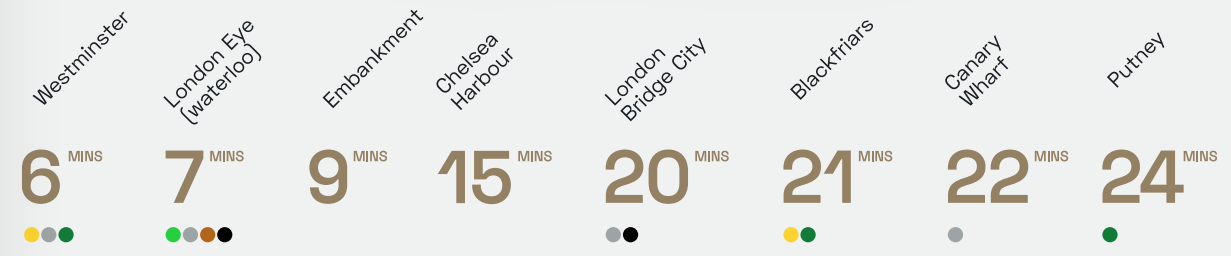 Westminster
London Eye
(waterloo)
Embankment
Chelsea
Harbour
London
Bridge City
Blackfriars
Canary
Wharf
Putney
6 MINS
7 MINS
9 MINS
15 MINS
20 MINS
21 MINS
22 MINS
24 MINS